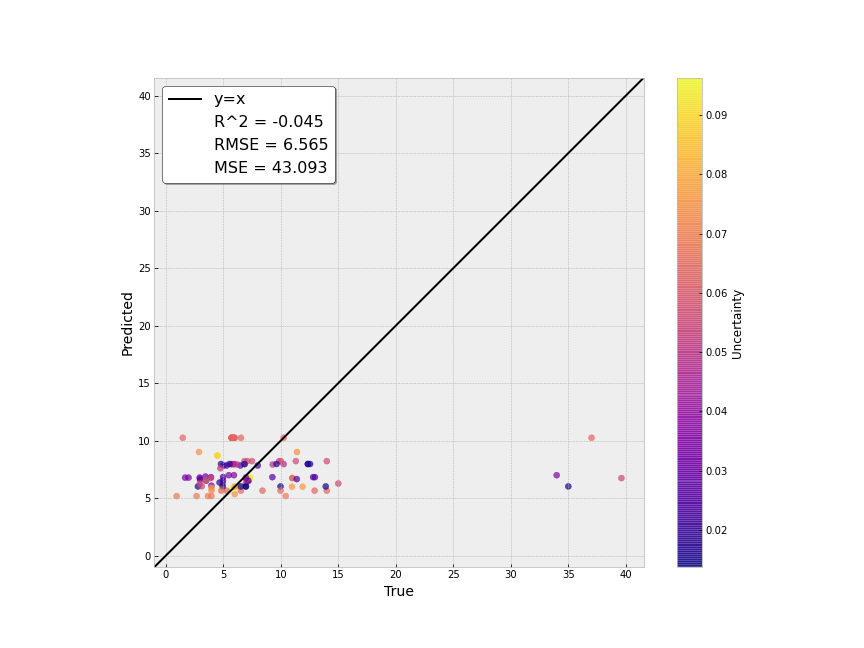 y=x
R^2 = -0.045
RMSE = 6.565
MSE = 43.093
40
35
30
25
20
15
10
5
0
Predicted
0 5 10 15 20 25 30 35 40
True
0.09
0.08
0.07
0.06
0.05
0.04
0.03
0.02
Uncertainty